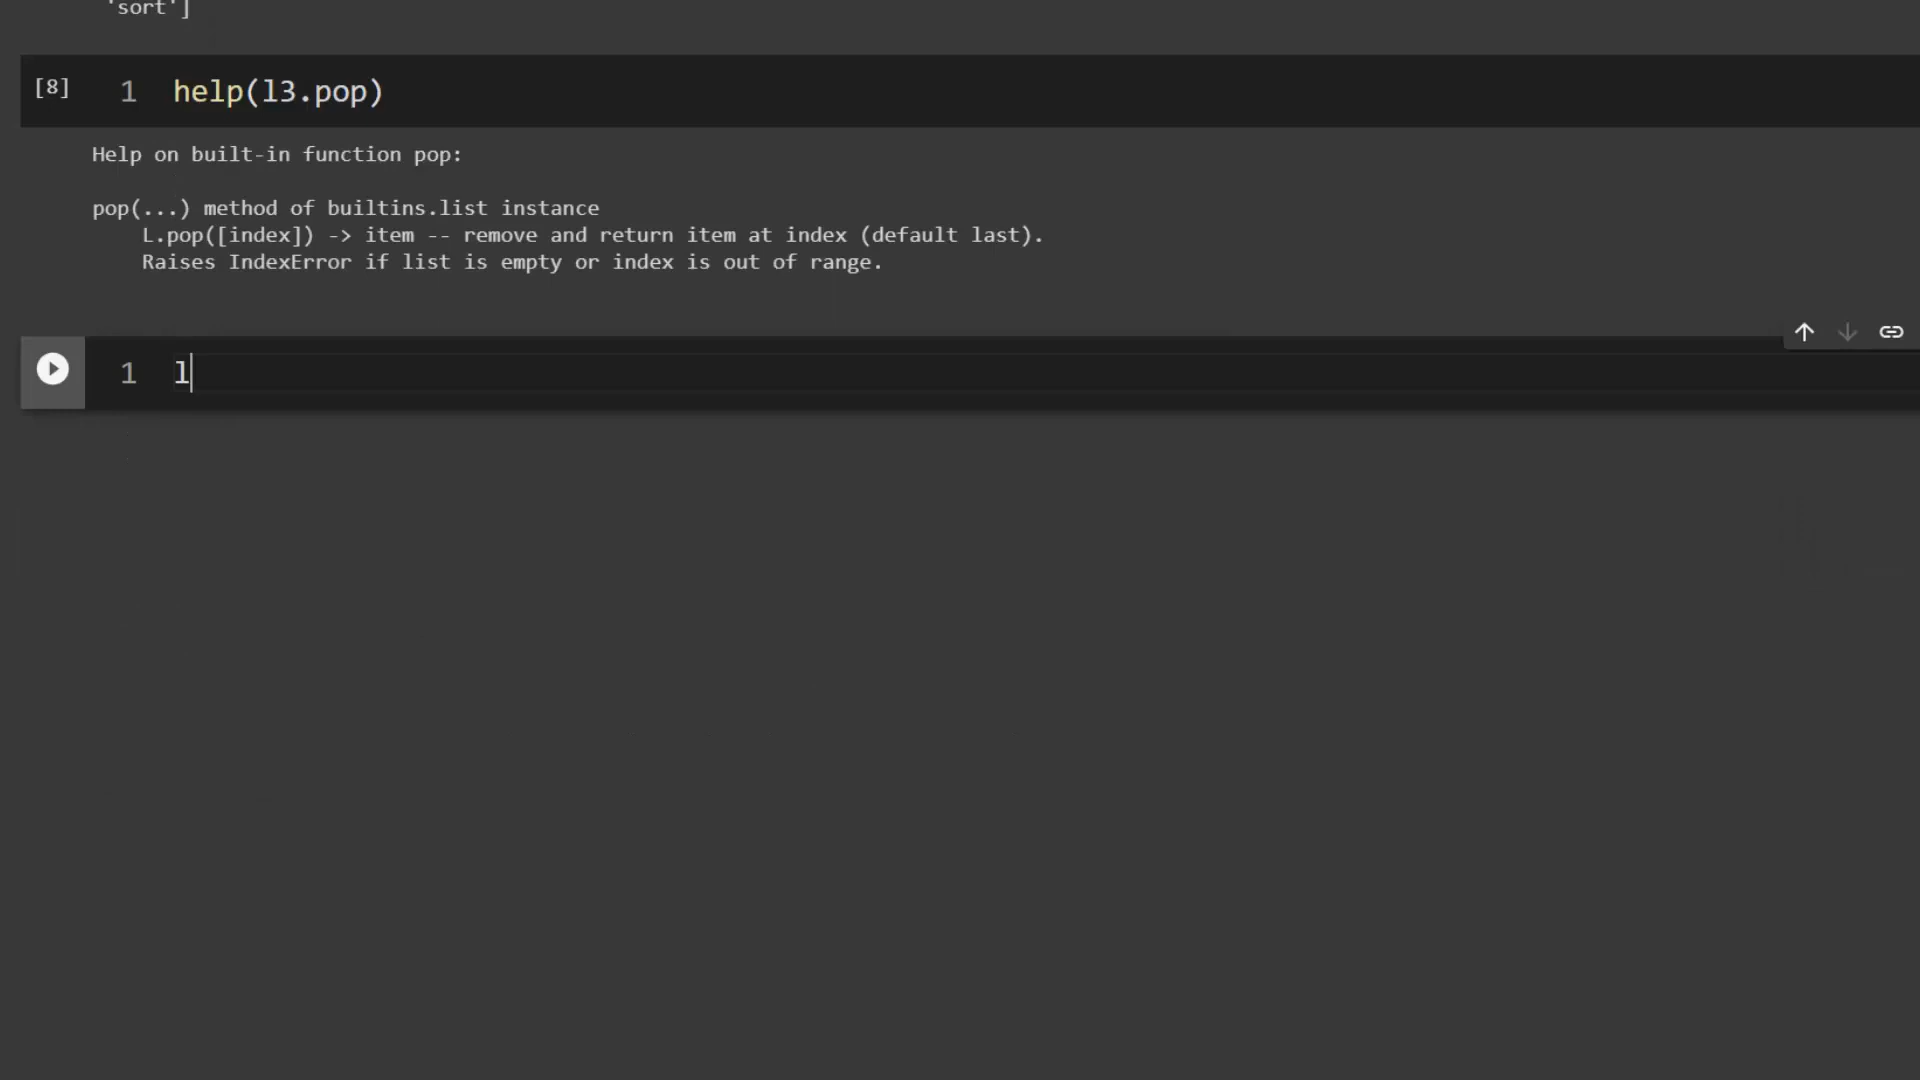 'sort']
[8] 1 help(l3.pop)
Help on built-in function pop:
pop(...) method of builtins.list instance
L.pop([index]) -> item -- remove and return item at index (default last).
Raises IndexError if list is empty or index is out of range.
1 l